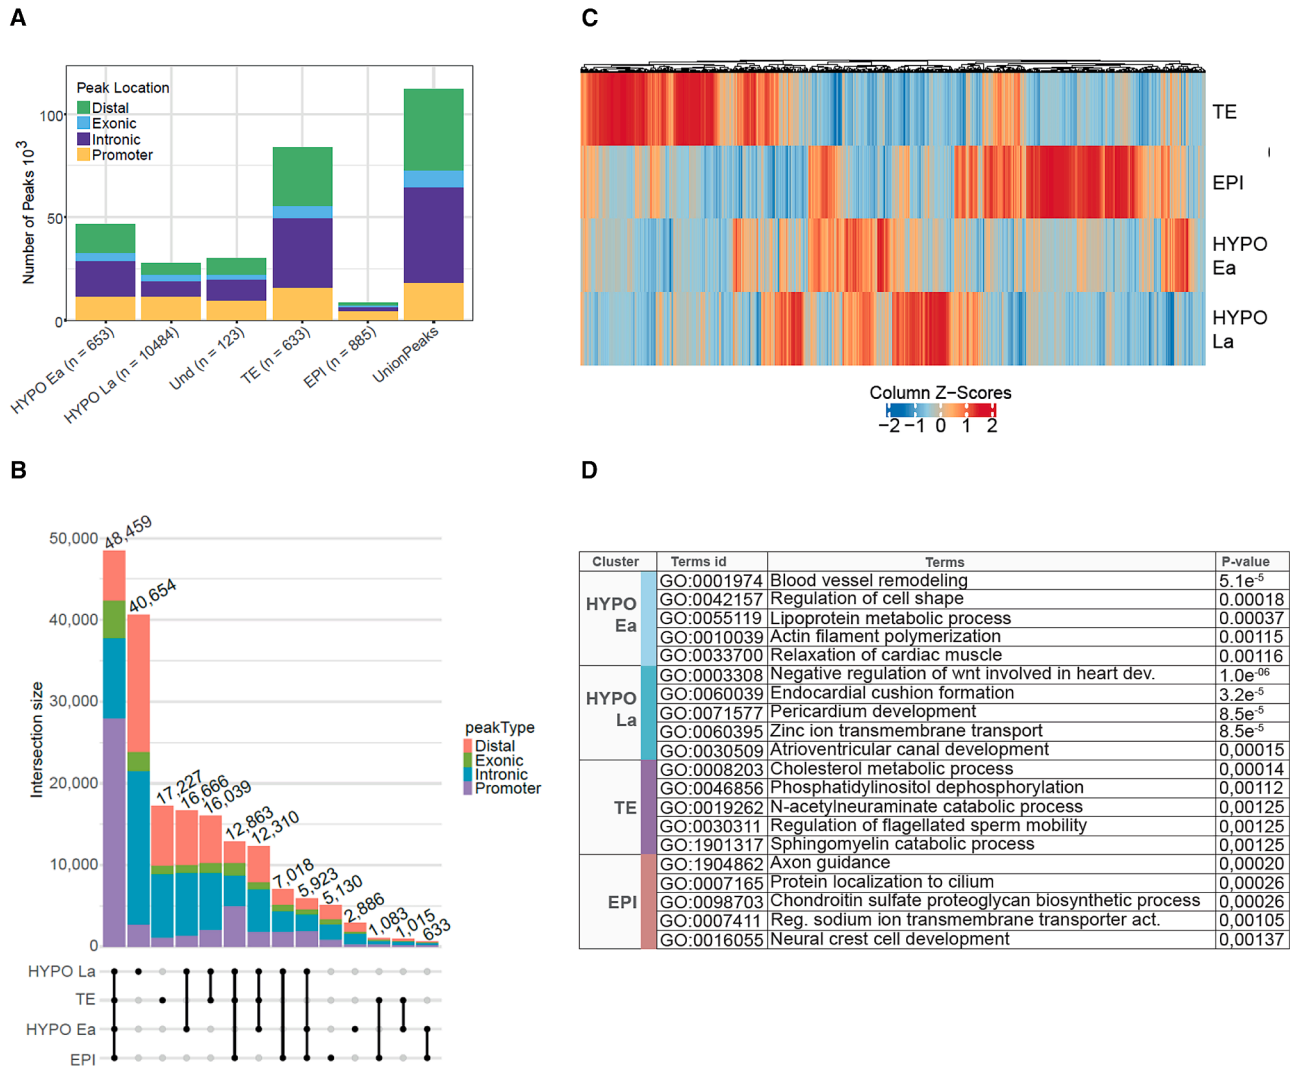 A
Peak Location
Distal
Exonic
Intronic
Promoter
Number of Peaks 10³
100
50
0
HYPO Ea (n = 653)
HYPO La (n = 10484)
Und (n = 123)
TE (n = 633)
EPI (n = 885)
UnionPeaks
C
TE
EPI
HYPO
Ea
HYPO
La
Column Z−Scores
−2 −1 0 1 2
B
Intersection size
50,000
40,000
30,000
20,000
10,000
0
48,459
40,654
17,227
16,666
16,039
12,863
12,310
7,018
5,923
5,130
2,886
1,083
1,015
633
peakType
Distal
Exonic
Intronic
Promoter
HYPO La
TE
HYPO Ea
EPI
D
Cluster Terms id Terms P-value
HYPO Ea
GO:0001974 Blood vessel remodeling 5.1e⁻⁵
GO:0042157 Regulation of cell shape 0.00018
GO:0055119 Lipoprotein metabolic process 0.00037
GO:0010039 Actin filament polymerization 0.00115
GO:0033700 Relaxation of cardiac muscle 0.00116
HYPO La
GO:0003308 Negative regulation of wnt involved in heart dev. 1.0e⁻⁰⁶
GO:0060039 Endocardial cushion formation 3.2e⁻⁵
GO:0071577 Pericardium development 8.5e⁻⁵
GO:0060395 Zinc ion transmembrane transport 8.5e⁻⁵
GO:0030509 Atrioventricular canal development 0,00015
TE
GO:0008203 Cholesterol metabolic process 0,00014
GO:0046856 Phosphatidylinositol dephosphorylation 0,00112
GO:0019262 N-acetylneuraminate catabolic process 0,00125
GO:0030311 Regulation of flagellated sperm mobility 0,00125
GO:1901317 Sphingomyelin catabolic process 0,00125
EPI
GO:1904862 Axon guidance 0,00020
GO:0007165 Protein localization to cilium 0,00026
GO:0098703 Chondroitin sulfate proteoglycan biosynthetic process 0,00026
GO:0007411 Reg. sodium ion transmembrane transporter act. 0,00105
GO:0016055 Neural crest cell development 0,00137